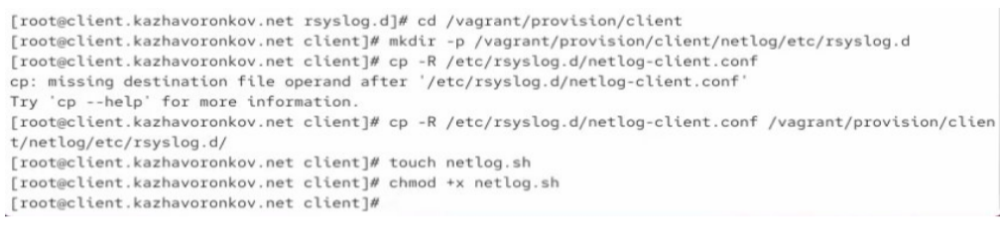 [root@client.kazhavoronkov.net rsyslog.d]# cd /vagrant/provision/client
[root@client.kazhavoronkov.net client]# mkdir -p /vagrant/provision/client/netlog/etc/rsyslog.d
[root@client.kazhavoronkov.net client]# cp -R /etc/rsyslog.d/netlog-client.conf
cp: missing destination file operand after '/etc/rsyslog.d/netlog-client.conf'
Try 'cp --help' for more information.
[root@client.kazhavoronkov.net client]# cp -R /etc/rsyslog.d/netlog-client.conf /vagrant/provision/clien
t/netlog/etc/rsyslog.d/
[root@client.kazhavoronkov.net client]# touch netlog.sh
[root@client.kazhavoronkov.net client]# chmod +x netlog.sh
[root@client.kazhavoronkov.net client]#